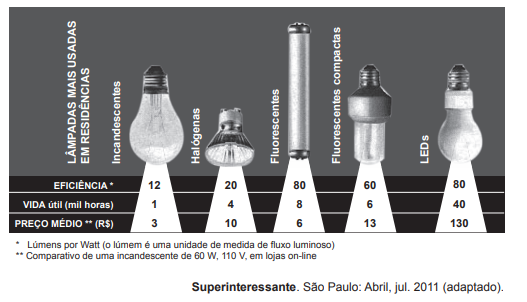 LÂMPADAS MAIS USADAS
EM RESIDÊNCIAS
Incandescentes
Halógenas
Fluorescentes
Fluorescentes compactas
LEDs
EFICIÊNCIA * 12 20 80 60 80
VIDA útil (mil horas) 1 4 8 6 40
PREÇO MÉDIO ** (R$) 3 10 6 13 130
* Lúmens por Watt (o lúmem é uma unidade de medida de fluxo luminoso)
** Comparativo de uma incandescente de 60 W, 110 V, em lojas on-line
Superinteressante. São Paulo: Abril, jul. 2011 (adaptado).